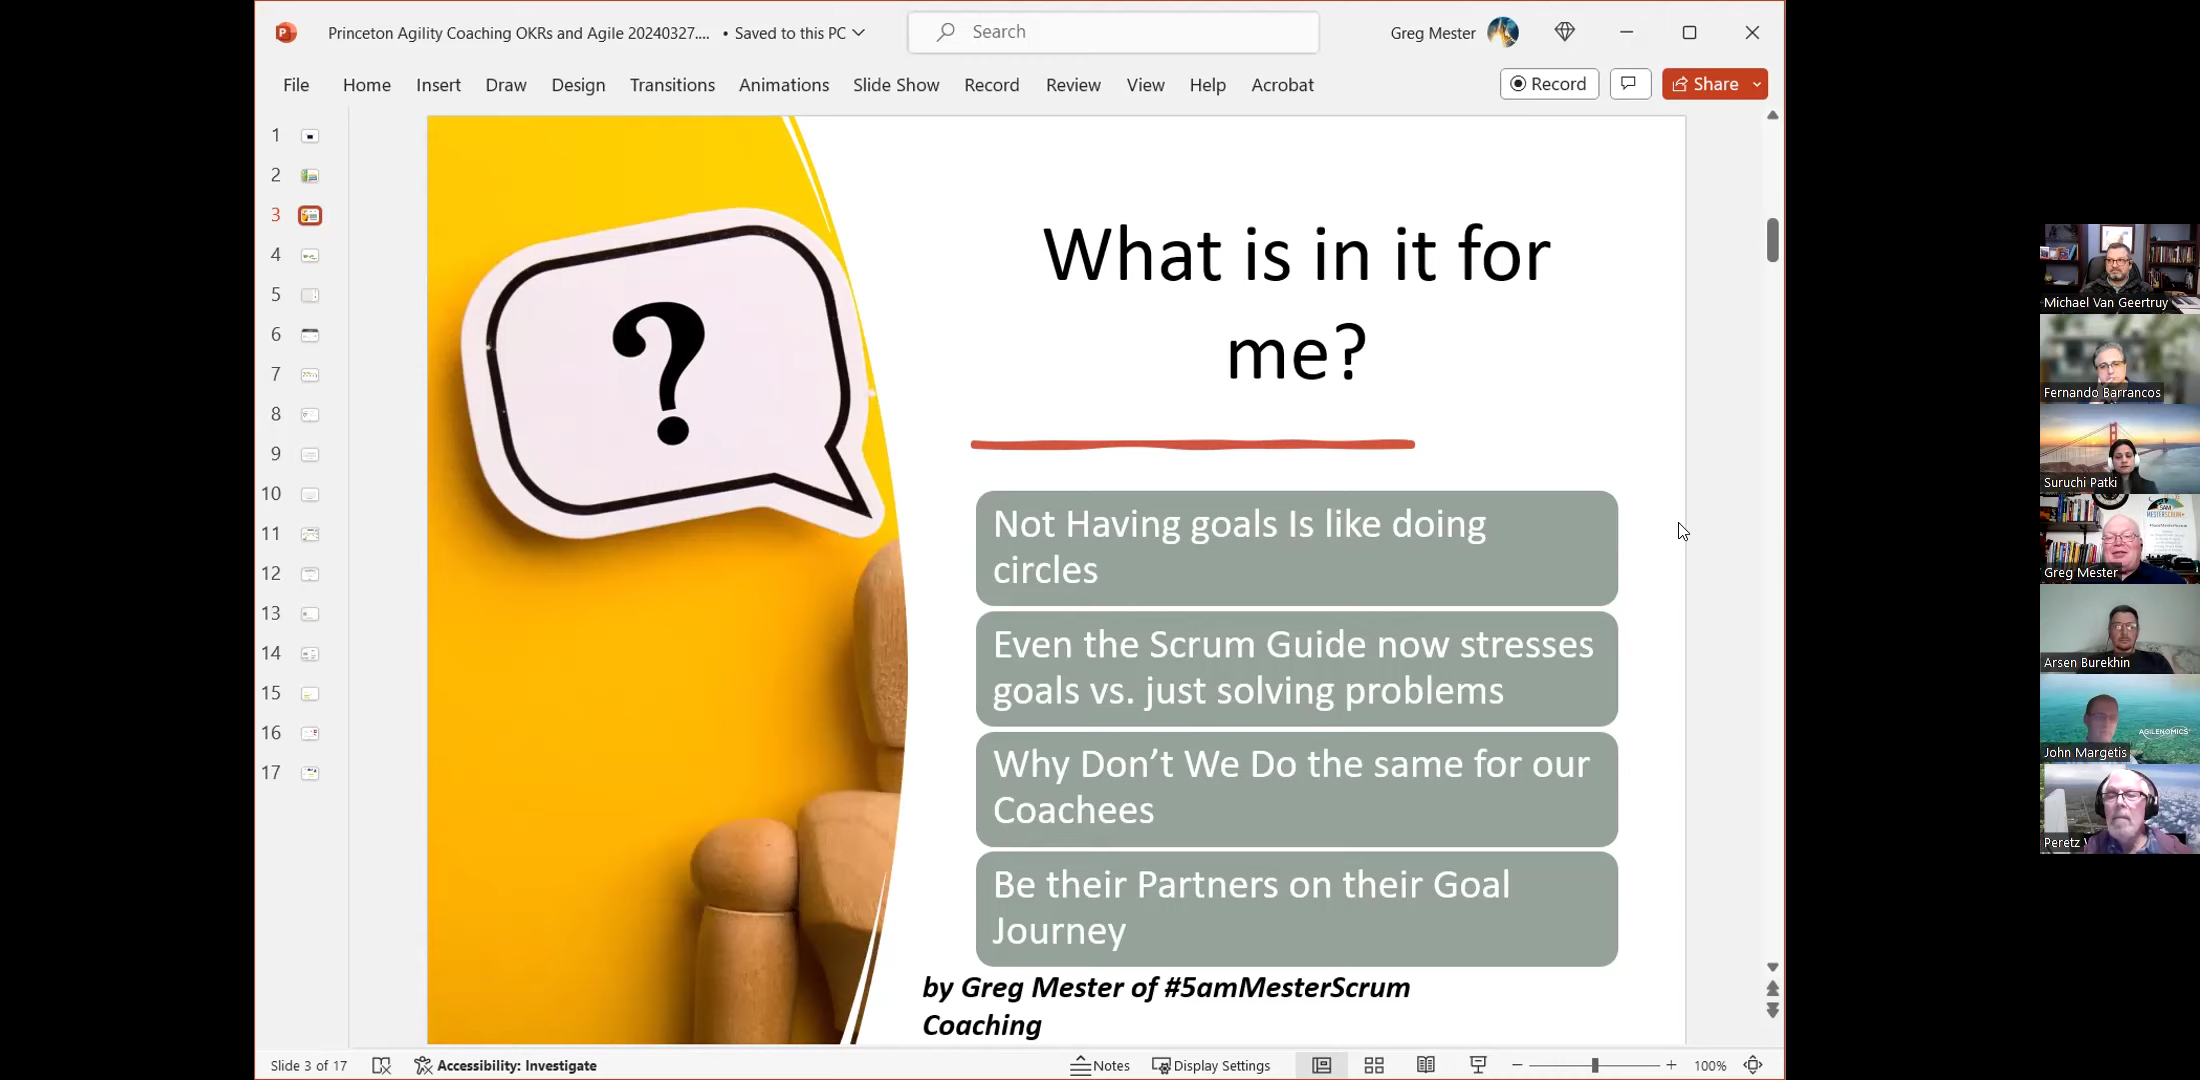 Princeton Agility Coaching OKRs and Agile 20240327.... • Saved to this PC
Search
Greg Mester
File Home Insert Draw Design Transitions Animations Slide Show Record Review View Help Acrobat
Record
Share
1
2
3
4
5
6
7
8
9
10
11
12
13
14
15
16
17
?
What is in it for
me?
Not Having goals Is like doing
circles
Even the Scrum Guide now stresses
goals vs. just solving problems
Why Don’t We Do the same for our
Coachees
Be their Partners on their Goal
Journey
by Greg Mester of #5amMesterScrum
Coaching
Slide 3 of 17
Accessibility: Investigate
Notes
Display Settings
100%
Michael Van Geertruy
Fernando Barrancos
Suruchi Patki
5AM
MESTERSCRUM
#5amMesterScrum
Greg Mester
Arsen Burekhin
AGILENOMICS
John Margetis
Peretz